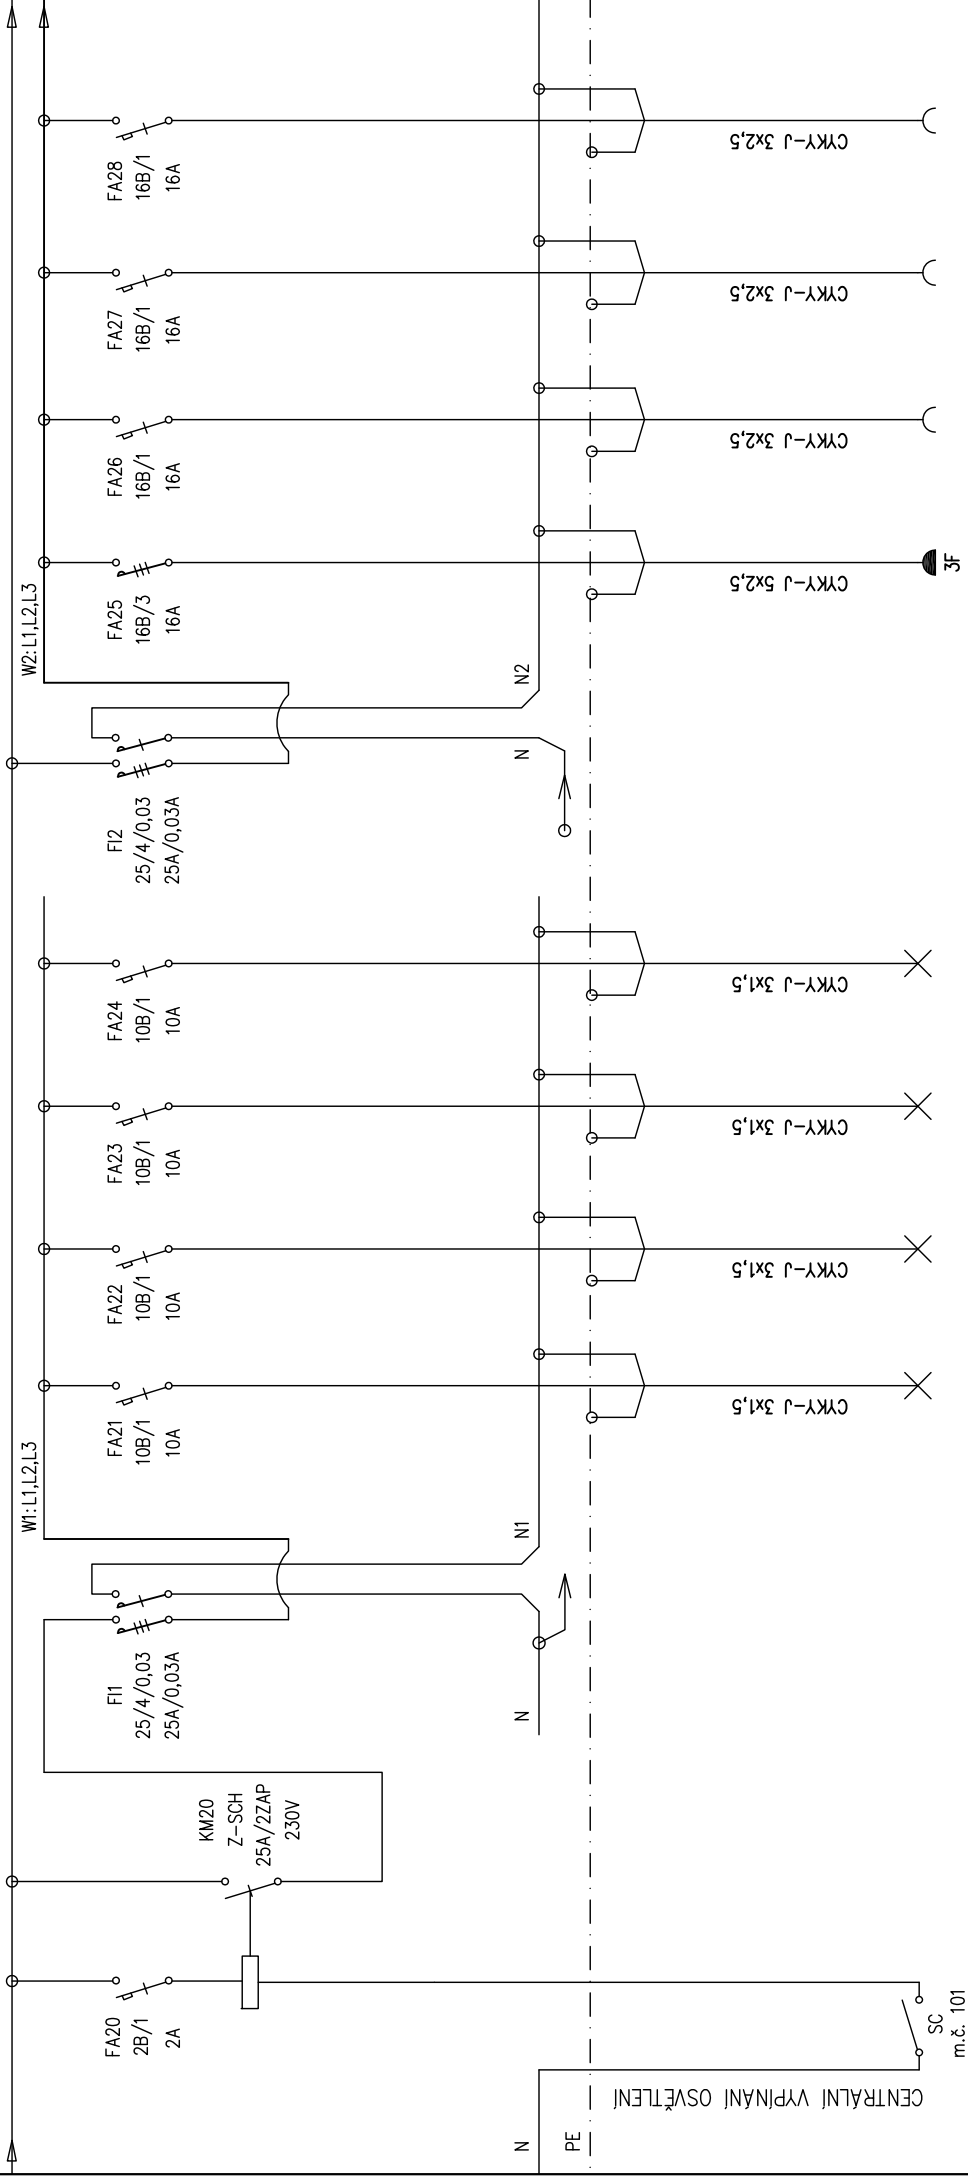 FA28
16B/1
16A
CYKY-J 3x2,5
FA27
16B/1
16A
CYKY-J 3x2,5
FA26
16B/1
16A
CYKY-J 3x2,5
FA25
16B/3
16A
CYKY-J 5x2,5
3F
W2:L1,L2,L3
N2
N
FI2
25/4/0,03
25A/0,03A
FA24
10B/1
10A
CYKY-J 3x1,5
FA23
10B/1
10A
CYKY-J 3x1,5
FA22
10B/1
10A
CYKY-J 3x1,5
FA21
10B/1
10A
CYKY-J 3x1,5
W1:L1,L2,L3
N1
FI1
25/4/0,03
25A/0,03A
N
KM20
Z-SCH
25A/2ZAP
230V
FA20
2B/1
2A
SC
m.č. 101
CENTRÁLNÍ VYPÍNÁNÍ OSVĚTLENÍ
N
PE